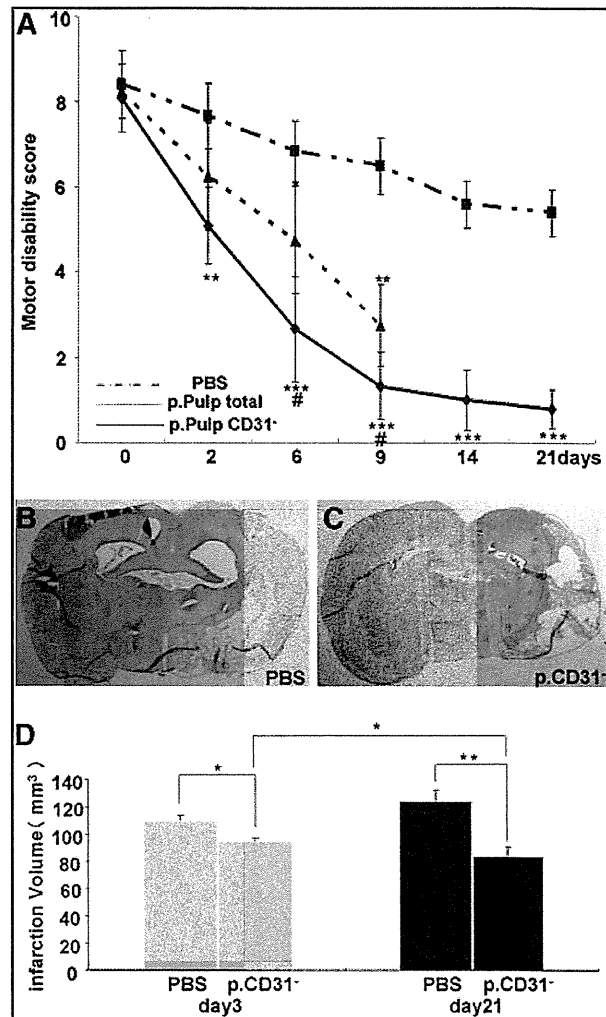 A
10
8
6
4
2
0
Motor disability score
**
***
#
**
***
#
***
***
PBS
p.Pulp total
p.Pulp CD31-
0 2 6 9 14 21days
B
PBS
C
p.CD31-
D
140
120
100
80
60
40
20
0
infarction Volume( mm³)
*
*
**
PBS p.CD31- PBS p.CD31-
day3 day21